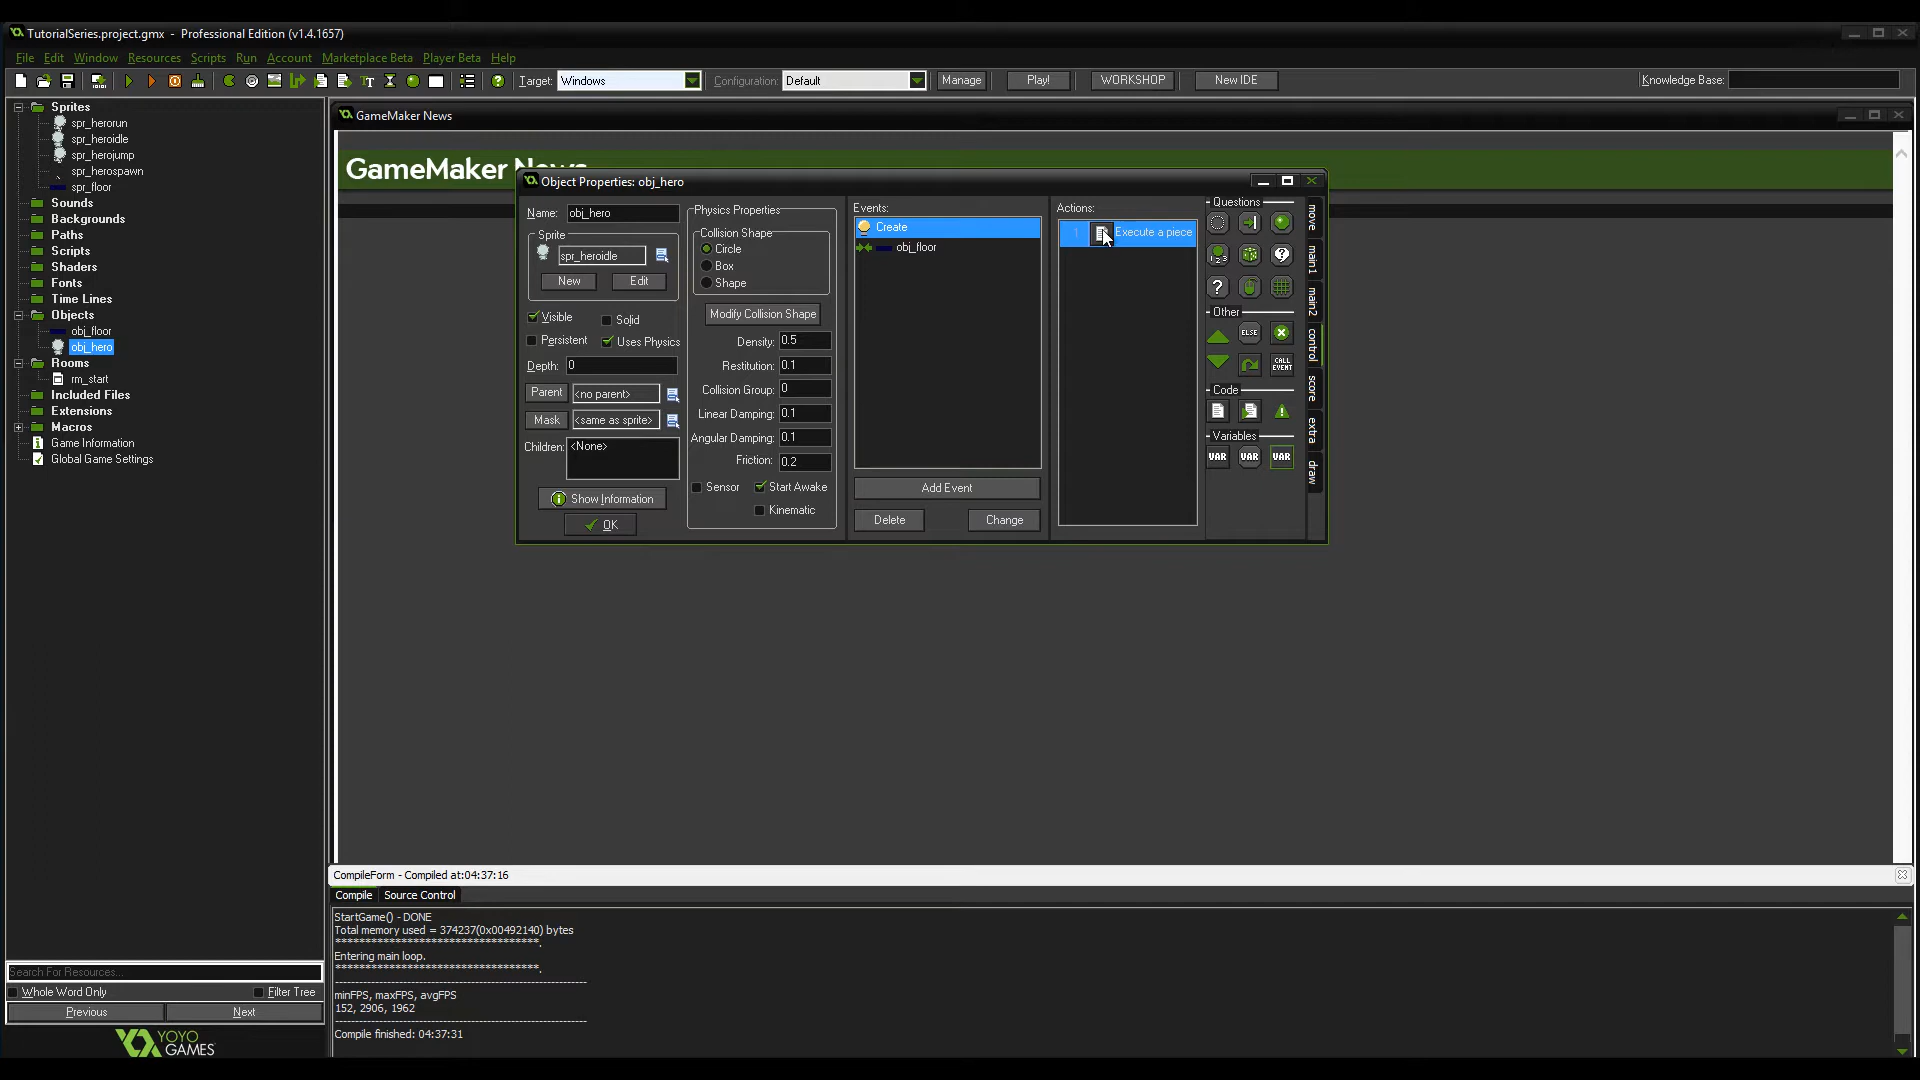 TutorialSeries.project.gmx - Professional Edition (v1.4.1657)
File Edit Window Resources Scripts Run Account Marketplace Beta Player Beta Help
Target: Windows Configuration: Default Manage Play! WORKSHOP New IDE Knowledge Base:
Sprites
spr_herorun
spr_heroidle
spr_herojump
spr_herospawn
spr_floor
Sounds
Backgrounds
Paths
Scripts
Shaders
Fonts
Time Lines
Objects
obj_floor
obj_hero
Rooms
rm_start
Included Files
Extensions
Macros
Game Information
Global Game Settings
Search For Resources...
Whole Word Only Filter Tree
Previous Next
YOYO
GAMES
GameMaker News
GameMaker News
Object Properties: obj_hero
Name: obj_hero
Sprite
spr_heroidle
New Edit
Visible Solid
Persistent Uses Physics
Depth: 0
Parent <no parent>
Mask <same as sprite>
Children: <None>
Show Information
OK
Physics Properties
Collision Shape
Circle
Box
Shape
Modify Collision Shape
Density: 0.5
Restitution: 0.1
Collision Group: 0
Linear Damping: 0.1
Angular Damping: 0.1
Friction: 0.2
Sensor Start Awake
Kinematic
Events:
Create
obj_floor
Add Event
Delete Change
Actions:
1 Execute a piece
Questions
Other
ELSE
CALL EVENT
Code
Variables
VAR VAR VAR
move
main1
main2
control
score
extra
draw
CompileForm - Compiled at:04:37:16
Compile Source Control
StartGame() - DONE
Total memory used = 374237(0x00492140) bytes
**********************************.
Entering main loop.
**********************************.
minFPS, maxFPS, avgFPS
152, 2906, 1962
Compile finished: 04:37:31